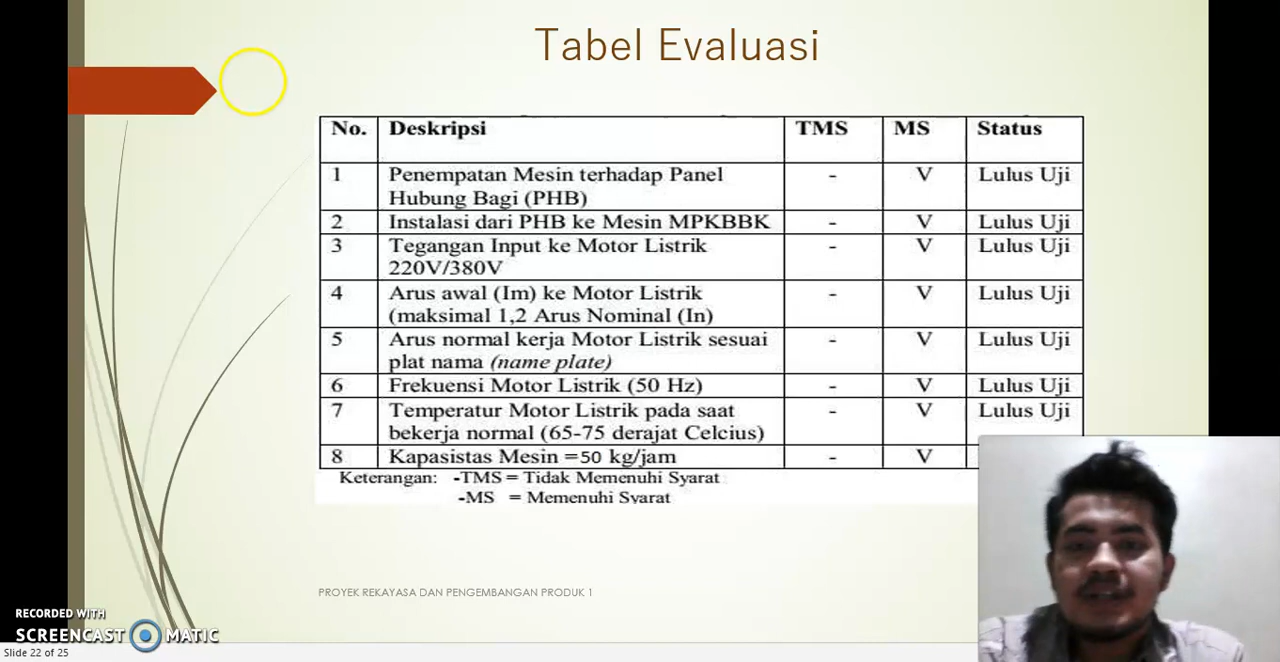 Tabel Evaluasi
No. Deskripsi TMS MS Status
1 Penempatan Mesin terhadap Panel - V Lulus Uji
Hubung Bagi (PHB)
2 Instalasi dari PHB ke Mesin MPKBBK - V Lulus Uji
3 Tegangan Input ke Motor Listrik - V Lulus Uji
220V/380V
4 Arus awal (Im) ke Motor Listrik - V Lulus Uji
(maksimal 1,2 Arus Nominal (In)
5 Arus normal kerja Motor Listrik sesuai - V Lulus Uji
plat nama (name plate)
6 Frekuensi Motor Listrik (50 Hz) - V Lulus Uji
7 Temperatur Motor Listrik pada saat - V Lulus Uji
bekerja normal (65-75 derajat Celcius)
8 Kapasistas Mesin =50 kg/jam - V
Keterangan: -TMS = Tidak Memenuhi Syarat
-MS = Memenuhi Syarat
PROYEK REKAYASA DAN PENGEMBANGAN PRODUK 1
RECORDED WITH
SCREENCAST MATIC
Slide 22 of 25